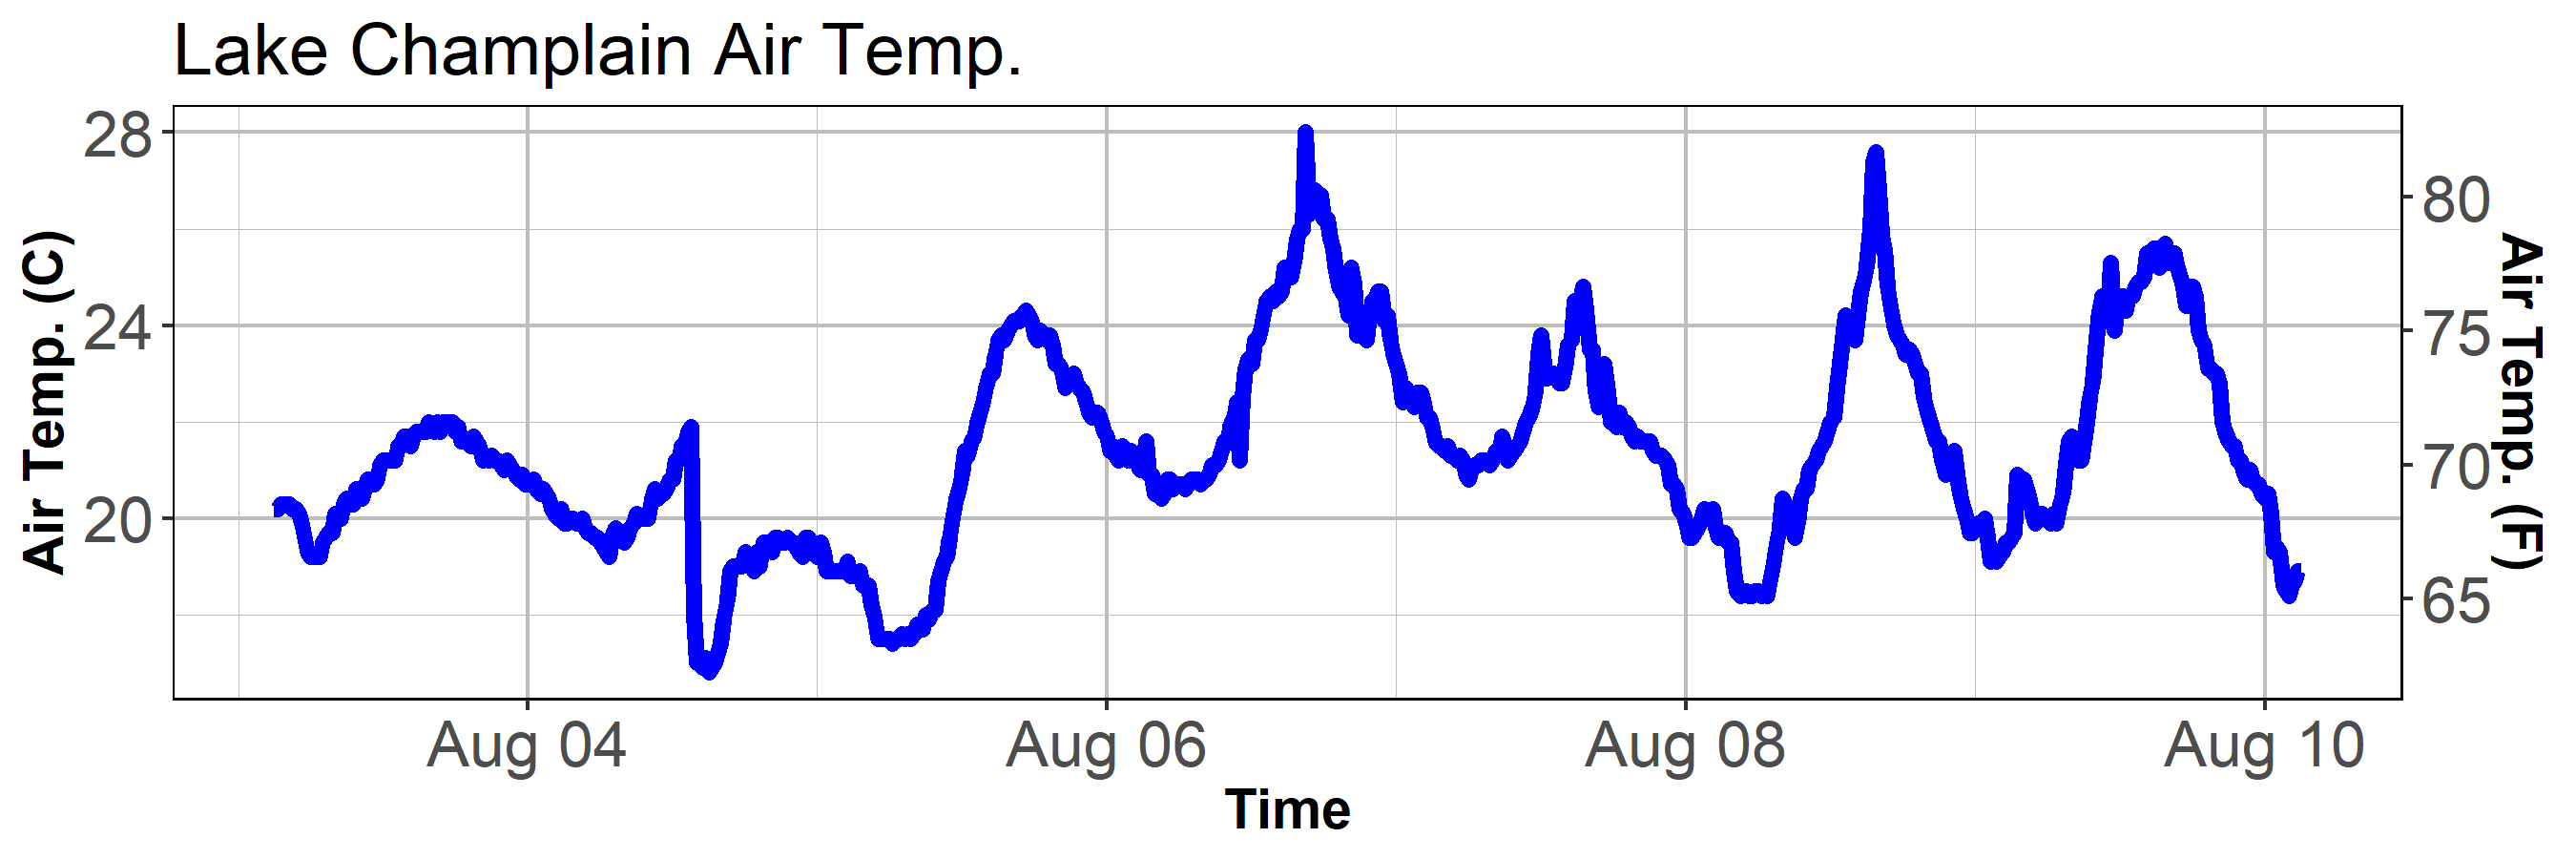 Lake Champlain Air Temp.
28
24
20
Air Temp. (C)
80
75
70
65
Air Temp. (F)
Aug 04
Aug 06
Aug 08
Aug 10
Time